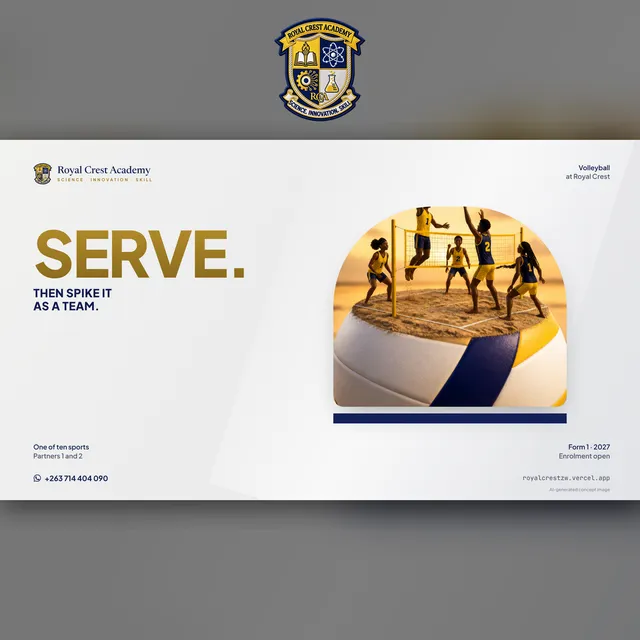 ROYAL CREST ACADEMY
RCA
SCIENCE. INNOVATION. SKILL
Royal Crest Academy
SCIENCE INNOVATION SKILL
Volleyball
at Royal Crest
SERVE.
THEN SPIKE IT
AS A TEAM.
2
One of ten sports
Partners 1 and 2
+263 714 404 090
Form 1 · 2027
Enrolment open
royalcrestzw.vercel.app
AI-generated concept image